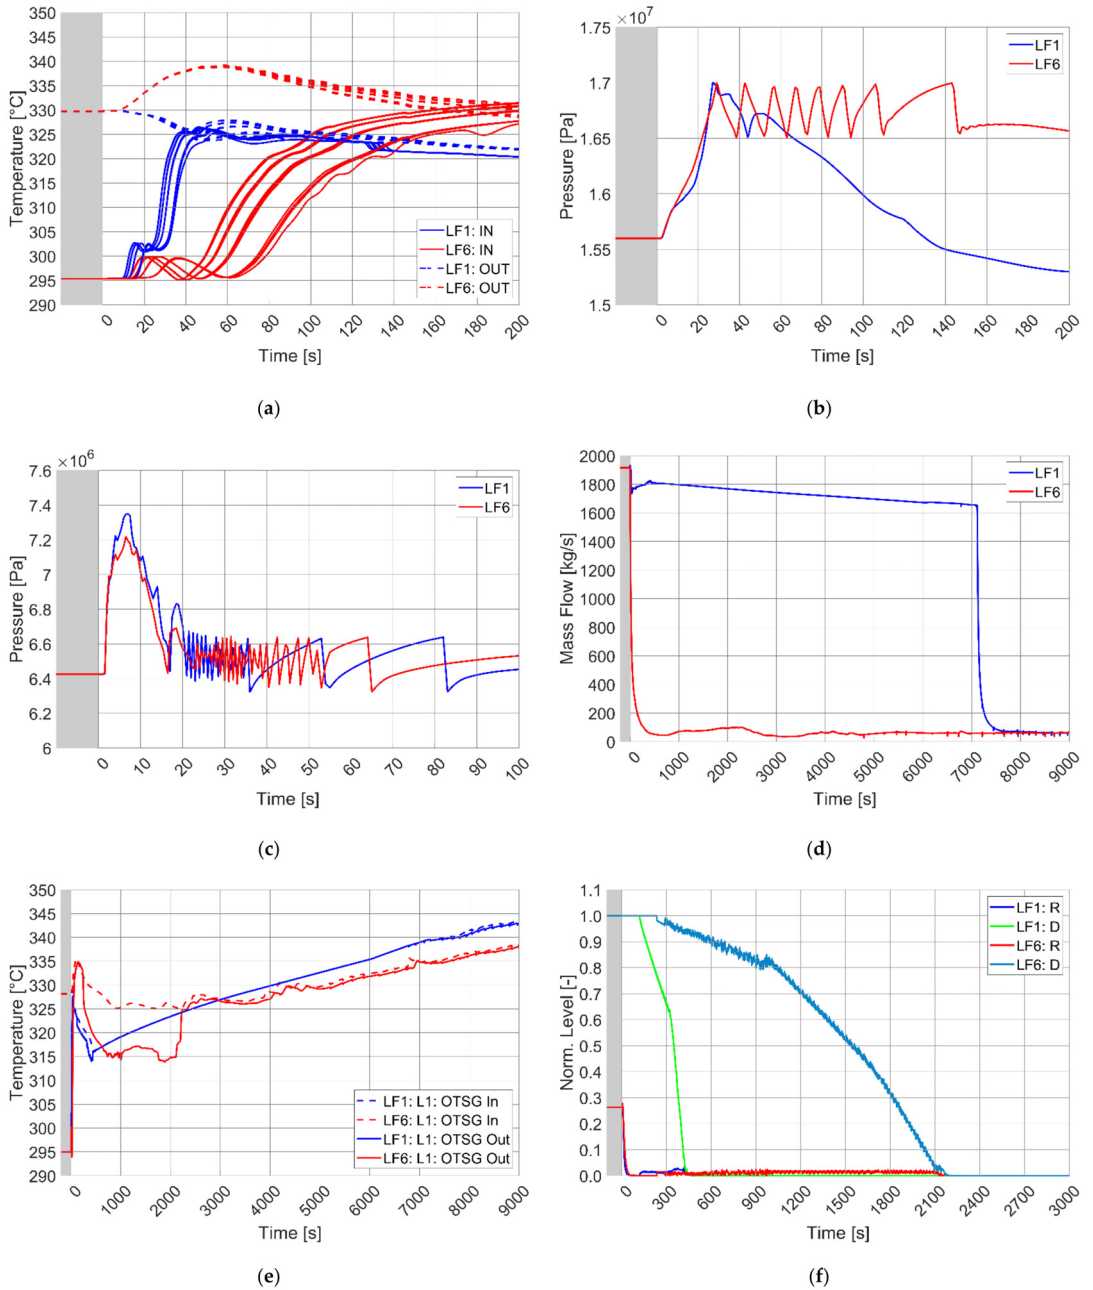 350
345
340
335
330
325
320
315
310
305
300
295
290
Temperature [°C]
LF1: IN
LF6: IN
LF1: OUT
LF6: OUT
0 20 40 60 80 100 120 140 160 180 200
Time [s]
(a)
×10⁷
1.75
1.7
1.65
1.6
1.55
1.5
Pressure [Pa]
LF1
LF6
0 20 40 60 80 100 120 140 160 180 200
Time [s]
(b)
×10⁶
7.6
7.4
7.2
7
6.8
6.6
6.4
6.2
6
Pressure [Pa]
LF1
LF6
0 10 20 30 40 50 60 70 80 90 100
Time [s]
(c)
2000
1800
1600
1400
1200
1000
800
600
400
200
0
Mass Flow [kg/s]
LF1
LF6
0 1000 2000 3000 4000 5000 6000 7000 8000 9000
Time [s]
(d)
350
345
340
335
330
325
320
315
310
305
300
295
290
Temperature [°C]
LF1: L1: OTSG In
LF6: L1: OTSG In
LF1: L1: OTSG Out
LF6: L1: OTSG Out
0 1000 2000 3000 4000 5000 6000 7000 8000 9000
Time [s]
(e)
1.1
1.0
0.9
0.8
0.7
0.6
0.5
0.4
0.3
0.2
0.1
0.0
Norm. Level [-]
LF1: R
LF1: D
LF6: R
LF6: D
0 300 600 900 1200 1500 1800 2100 2400 2700 3000
Time [s]
(f)